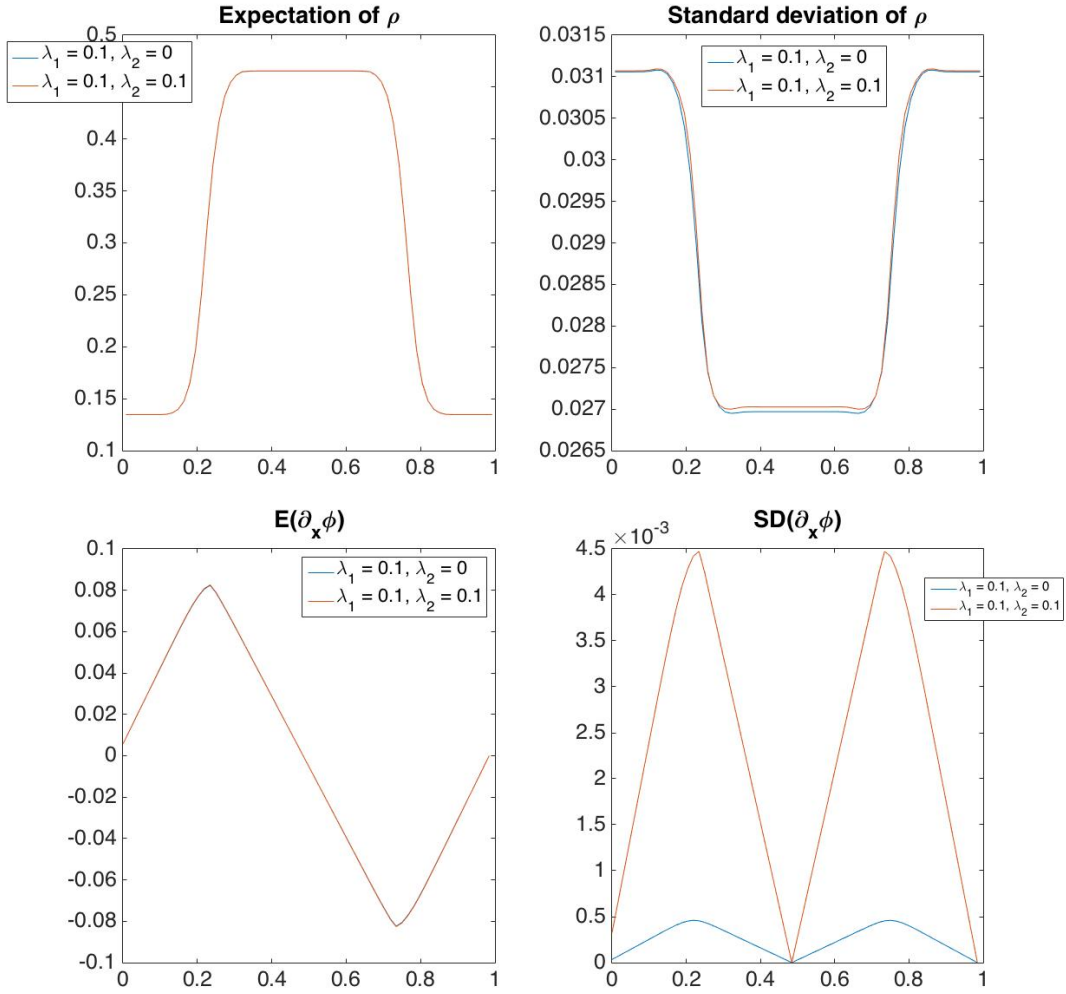 Expectation of ρ
0.5
λ₁ = 0.1, λ₂ = 0
λ₁ = 0.1, λ₂ = 0.1
0.4
0.35
0.3
0.25
0.2
0.15
0.1
0 0.2 0.4 0.6 0.8 1
Standard deviation of ρ
λ₁ = 0.1, λ₂ = 0
λ₁ = 0.1, λ₂ = 0.1
0.0315
0.031
0.0305
0.03
0.0295
0.029
0.0285
0.028
0.0275
0.027
0.0265
0 0.2 0.4 0.6 0.8 1
E(∂ₓϕ)
λ₁ = 0.1, λ₂ = 0
λ₁ = 0.1, λ₂ = 0.1
0.1
0.08
0.06
0.04
0.02
0
-0.02
-0.04
-0.06
-0.08
-0.1
0 0.2 0.4 0.6 0.8 1
SD(∂ₓϕ)
×10⁻³
λ₁ = 0.1, λ₂ = 0
λ₁ = 0.1, λ₂ = 0.1
4.5
4
3.5
3
2.5
2
1.5
1
0.5
0
0 0.2 0.4 0.6 0.8 1